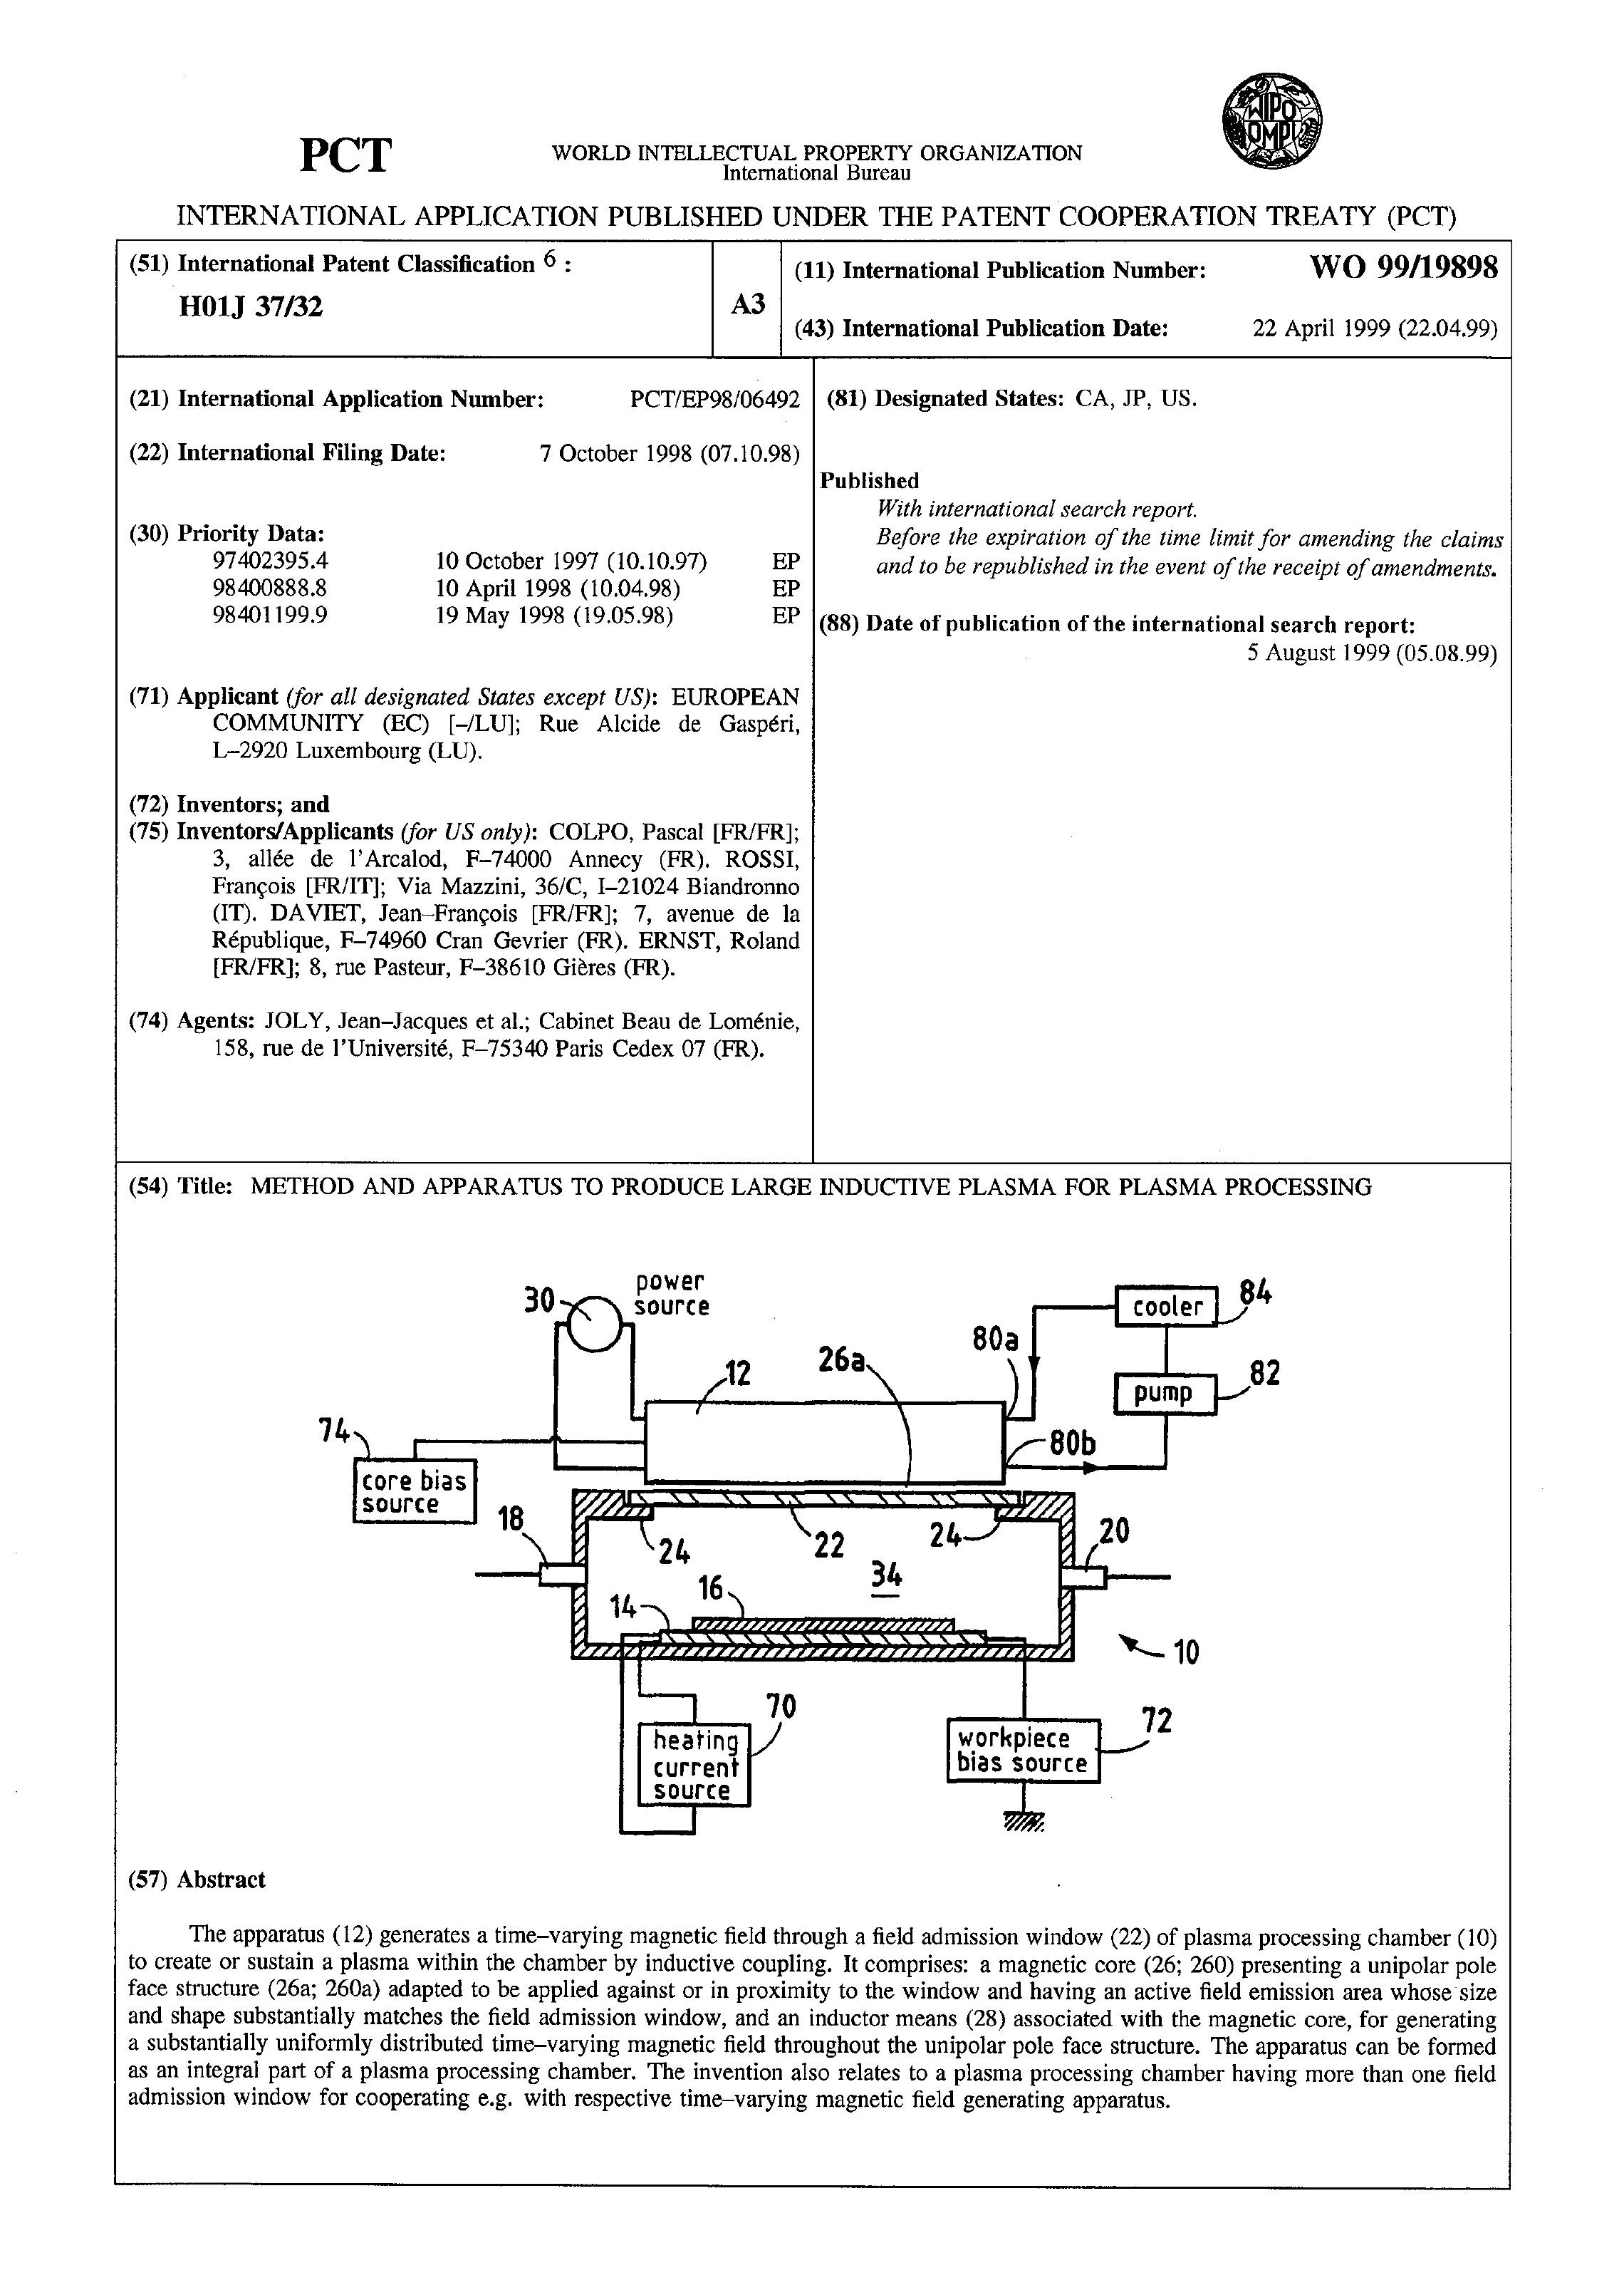 WIPO
OMPI
PCT
WORLD INTELLECTUAL PROPERTY ORGANIZATION
International Bureau
INTERNATIONAL APPLICATION PUBLISHED UNDER THE PATENT COOPERATION TREATY (PCT)
(51) International Patent Classification 6 :
H01J 37/32
A3
(11) International Publication Number: WO 99/19898
(43) International Publication Date: 22 April 1999 (22.04.99)
(21) International Application Number: PCT/EP98/06492
(22) International Filing Date: 7 October 1998 (07.10.98)
(30) Priority Data:
97402395.4 10 October 1997 (10.10.97) EP
98400888.8 10 April 1998 (10.04.98) EP
98401199.9 19 May 1998 (19.05.98) EP
(71) Applicant (for all designated States except US): EUROPEAN
COMMUNITY (EC) [–/LU]; Rue Alcide de Gaspéri,
L–2920 Luxembourg (LU).
(72) Inventors; and
(75) Inventors/Applicants (for US only): COLPO, Pascal [FR/FR];
3, allée de l'Arcalod, F–74000 Annecy (FR). ROSSI,
François [FR/IT]; Via Mazzini, 36/C, I–21024 Biandronno
(IT). DAVIET, Jean–François [FR/FR]; 7, avenue de la
République, F–74960 Cran Gevrier (FR). ERNST, Roland
[FR/FR]; 8, rue Pasteur, F–38610 Gières (FR).
(74) Agents: JOLY, Jean–Jacques et al.; Cabinet Beau de Loménie,
158, rue de l'Université, F–75340 Paris Cedex 07 (FR).
(81) Designated States: CA, JP, US.
Published
With international search report.
Before the expiration of the time limit for amending the claims
and to be republished in the event of the receipt of amendments.
(88) Date of publication of the international search report:
5 August 1999 (05.08.99)
(54) Title: METHOD AND APPARATUS TO PRODUCE LARGE INDUCTIVE PLASMA FOR PLASMA PROCESSING
30
power
source
cooler
84
80a
12
26a
pump
82
74
80b
core bias
source
18
24
22
24
20
34
16
14
10
70
heating
current
source
workpiece
bias source
72
(57) Abstract
The apparatus (12) generates a time–varying magnetic field through a field admission window (22) of plasma processing chamber (10)
to create or sustain a plasma within the chamber by inductive coupling. It comprises: a magnetic core (26; 260) presenting a unipolar pole
face structure (26a; 260a) adapted to be applied against or in proximity to the window and having an active field emission area whose size
and shape substantially matches the field admission window, and an inductor means (28) associated with the magnetic core, for generating
a substantially uniformly distributed time–varying magnetic field throughout the unipolar pole face structure. The apparatus can be formed
as an integral part of a plasma processing chamber. The invention also relates to a plasma processing chamber having more than one field
admission window for cooperating e.g. with respective time–varying magnetic field generating apparatus.